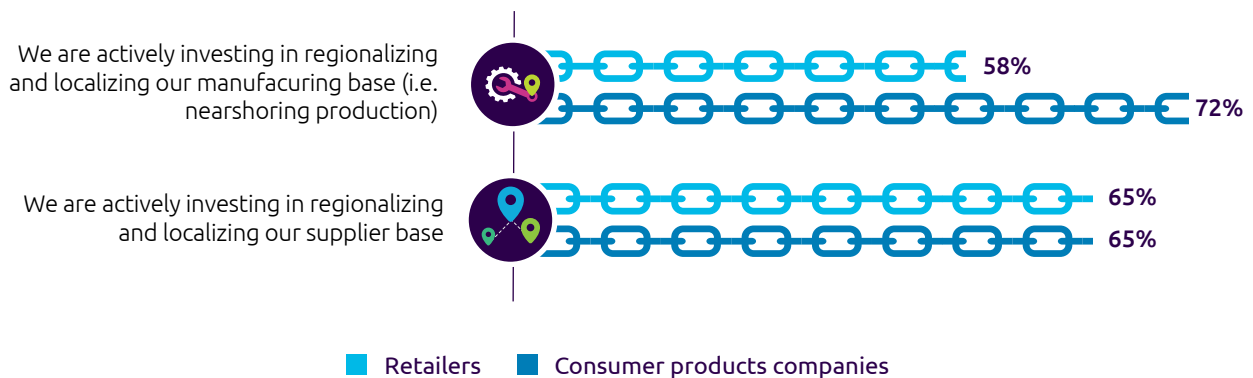 We are actively investing in regionalizing
and localizing our manufacuring base (i.e.
nearshoring production)
58%
72%
We are actively investing in regionalizing
and localizing our supplier base
65%
65%
Retailers
Consumer products companies